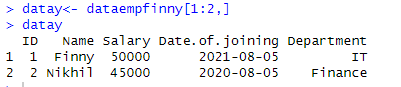 > datay<- dataempfinny[1:2,]
> datay
  ID   Name Salary Date.of.joining Department
1  1  Finny  50000      2021-08-05         IT
2  2 Nikhil  45000      2020-08-05    Finance